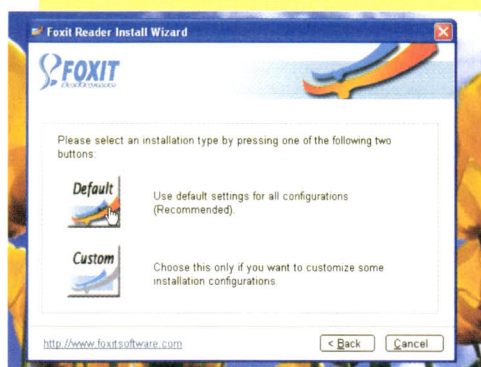 Foxit Reader Install Wizard
FOXIT
Please select an installation type by pressing one of the following two
buttons:
Default
Use default settings for all configurations
(Recommended).
Custom
Choose this only if you want to customize some
installation configurations.
http://www.foxitsoftware.com
< Back
Cancel